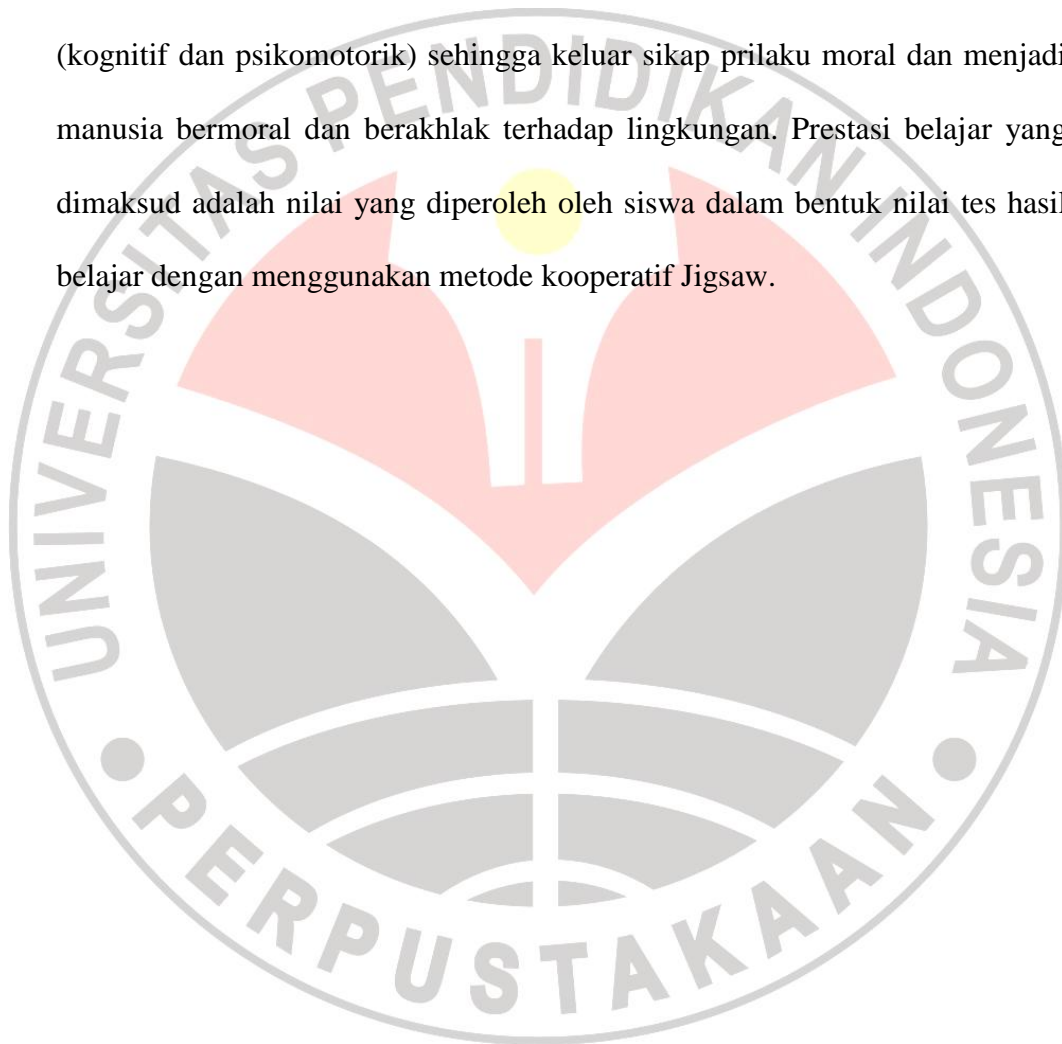 (kognitif dan psikomotorik) sehingga keluar sikap prilaku moral dan menjadi
manusia bermoral dan berakhlak terhadap lingkungan. Prestasi belajar yang
dimaksud adalah nilai yang diperoleh oleh siswa dalam bentuk nilai tes hasil
belajar dengan menggunakan metode kooperatif Jigsaw.
UNIVERSITAS PENDIDIKAN INDONESIA
PERPUSTAKAAN